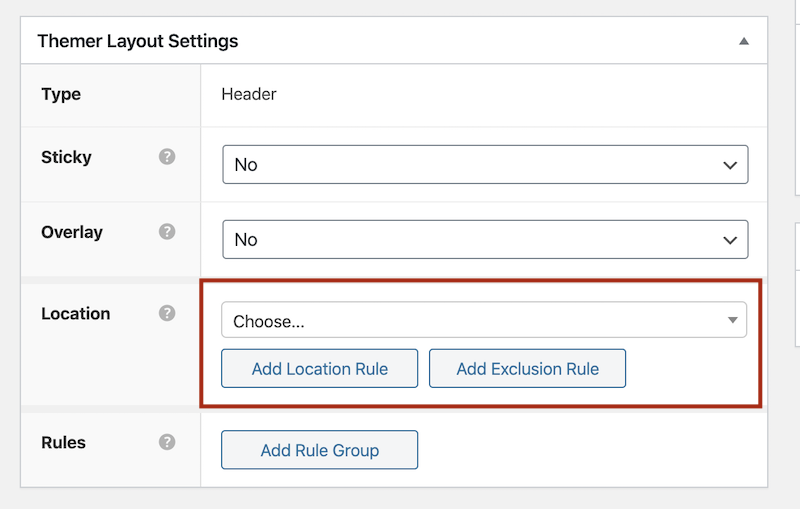 Themer Layout Settings
Type
Header
Sticky ?
No
Overlay ?
No
Location ?
Choose...
Add Location Rule Add Exclusion Rule
Rules ?
Add Rule Group